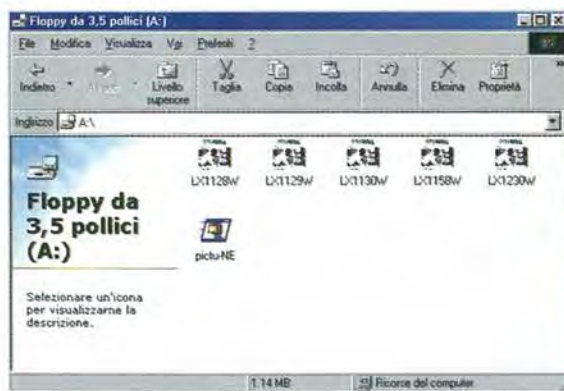 Floppy da 3,5 pollici (A:)
File Modifica Visualizza Vai Preferiti ?
Indietro Livello superiore Taglia Copia Incolla Annulla Elimina Proprietà
Indirizzo A:\
LX1128W LX1129W LX1130W LX1158W LX1230W
Floppy da
3,5 pollici
(A:)
pictu-NE
Selezionare un'icona
per visualizzarne la
descrizione.
1.14 MB Risorse del computer